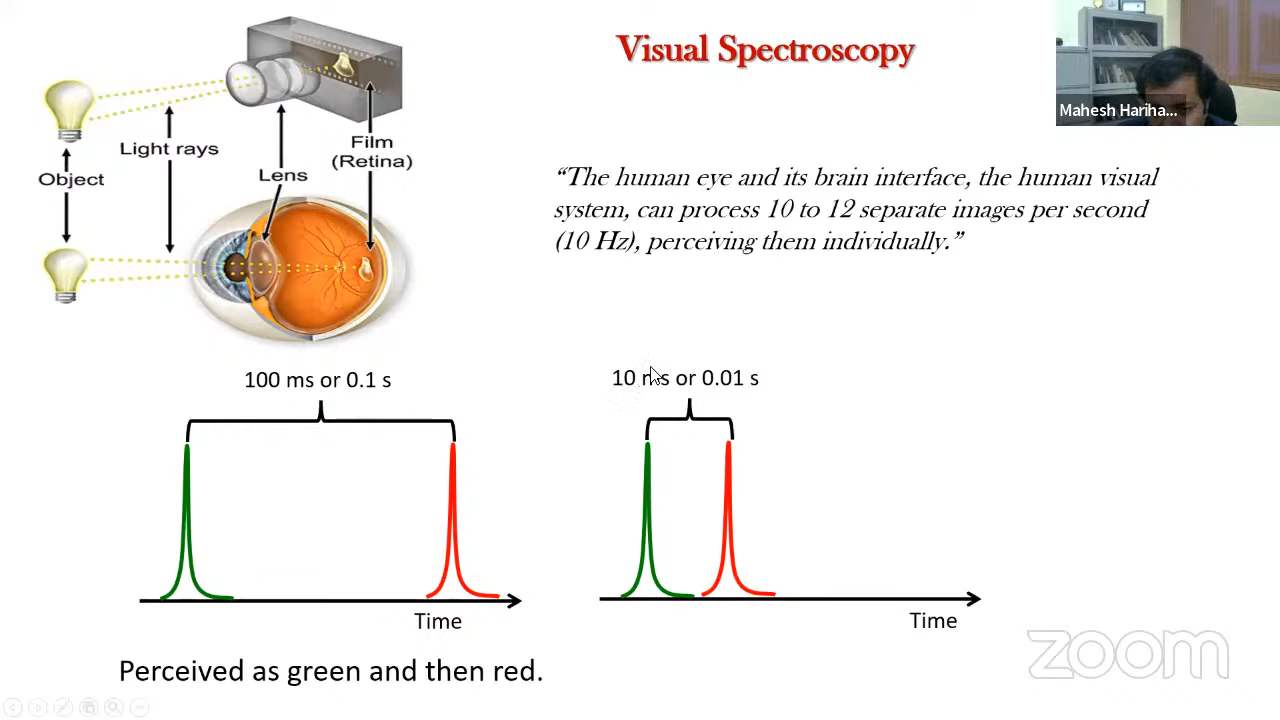 Visual Spectroscopy
Mahesh Hariha...
Light rays
Film
(Retina)
Object
Lens
“The human eye and its brain interface, the human visual
system, can process 10 to 12 separate images per second
(10 Hz), perceiving them individually.”
100 ms or 0.1 s
10 ms or 0.01 s
Time
Time
Perceived as green and then red.
zoom